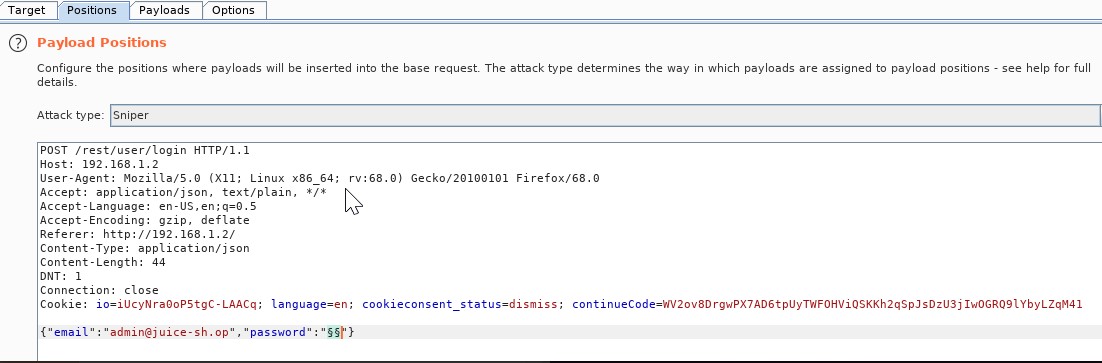 Target Positions Payloads Options
? Payload Positions
Configure the positions where payloads will be inserted into the base request. The attack type determines the way in which payloads are assigned to payload positions - see help for full
details.
Attack type: Sniper
POST /rest/user/login HTTP/1.1
Host: 192.168.1.2
User-Agent: Mozilla/5.0 (X11; Linux x86_64; rv:68.0) Gecko/20100101 Firefox/68.0
Accept: application/json, text/plain, */*
Accept-Language: en-US,en;q=0.5
Accept-Encoding: gzip, deflate
Referer: http://192.168.1.2/
Content-Type: application/json
Content-Length: 44
DNT: 1
Connection: close
Cookie: io=iUcyNra0oP5tgC-LAACq; language=en; cookieconsent_status=dismiss; continueCode=WV2ov8DrgwPX7AD6tpUyTWFOHViQSKKh2qSpJsDzU3jIwOGRQ9lYbyLZqM41
{"email":"admin@juice-sh.op","password":"§§"}